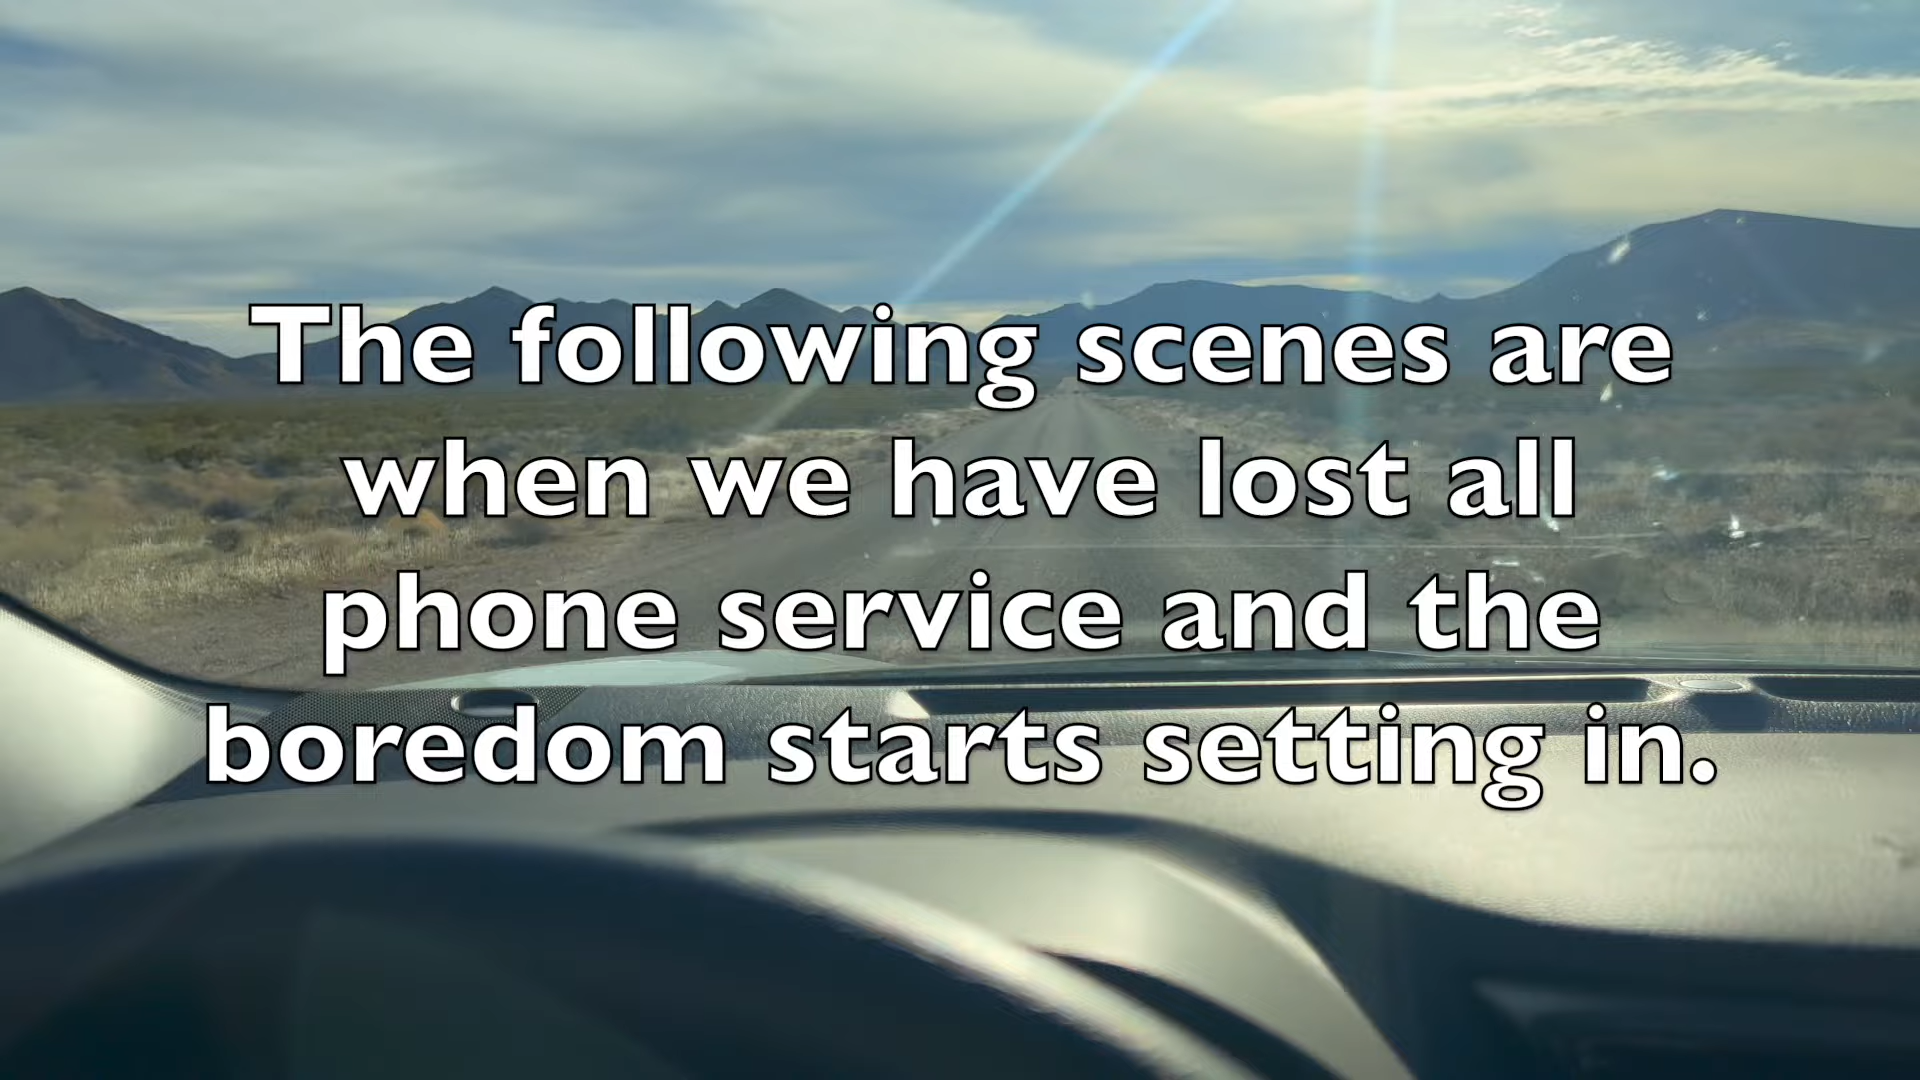 The following scenes are
when we have lost all
phone service and the
boredom starts setting in.